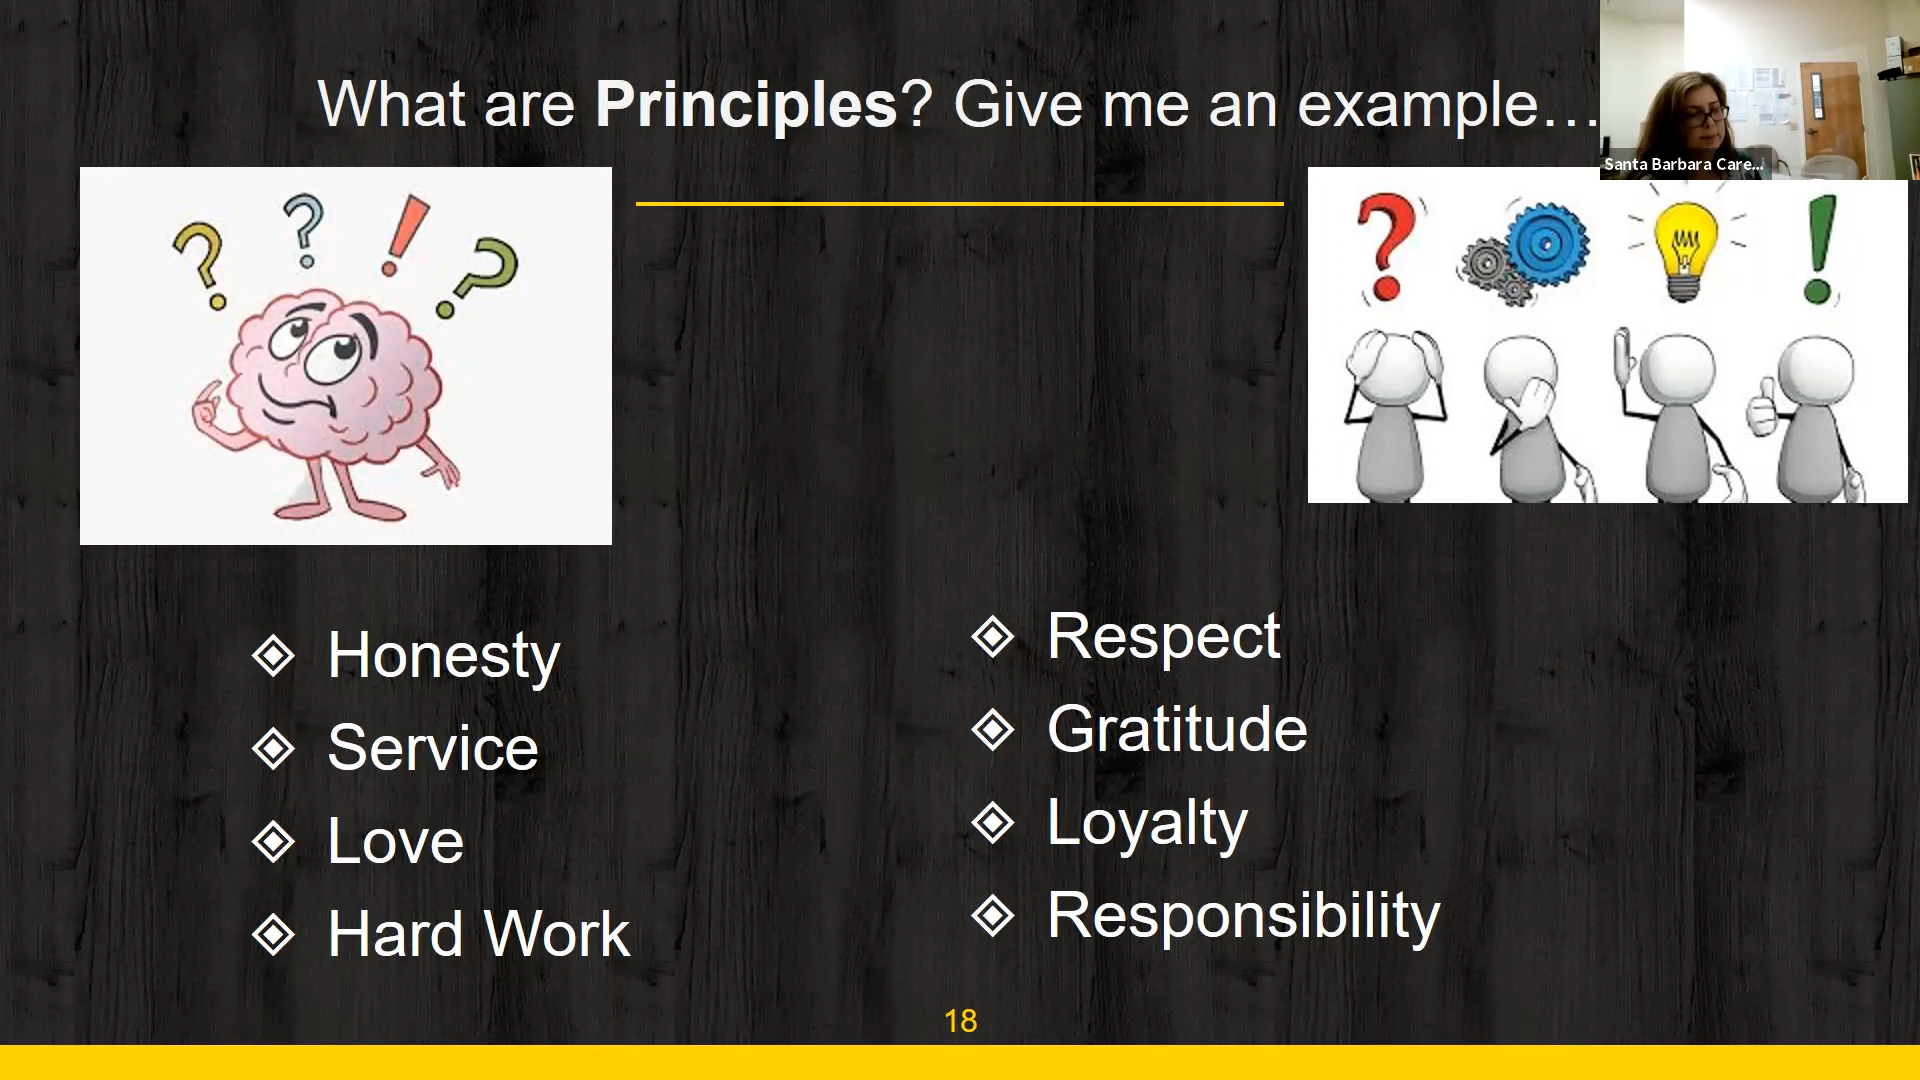 What are Principles? Give me an example…
Santa Barbara Care...
Honesty
Service
Love
Hard Work
Respect
Gratitude
Loyalty
Responsibility
18